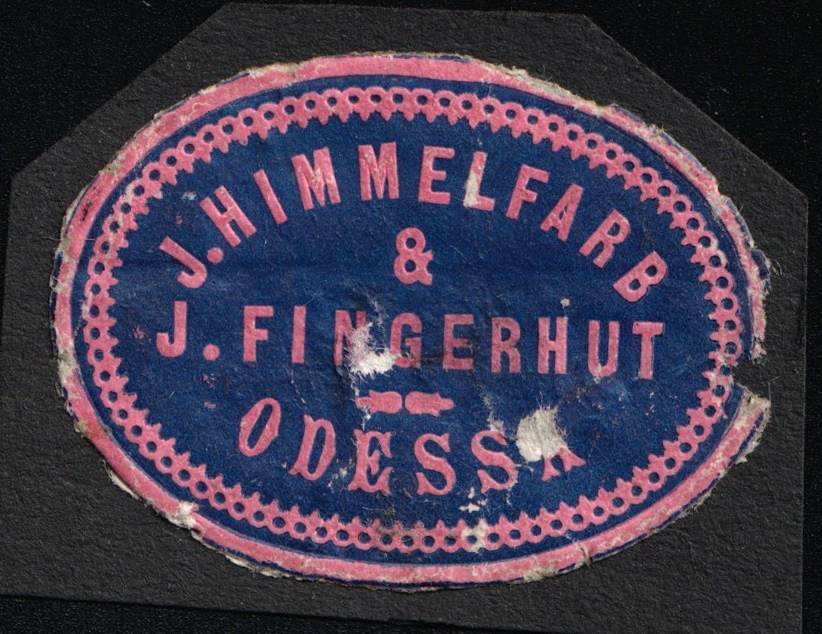 J. HIMMELFARB
&
J. FINGERHUT
ODESSA